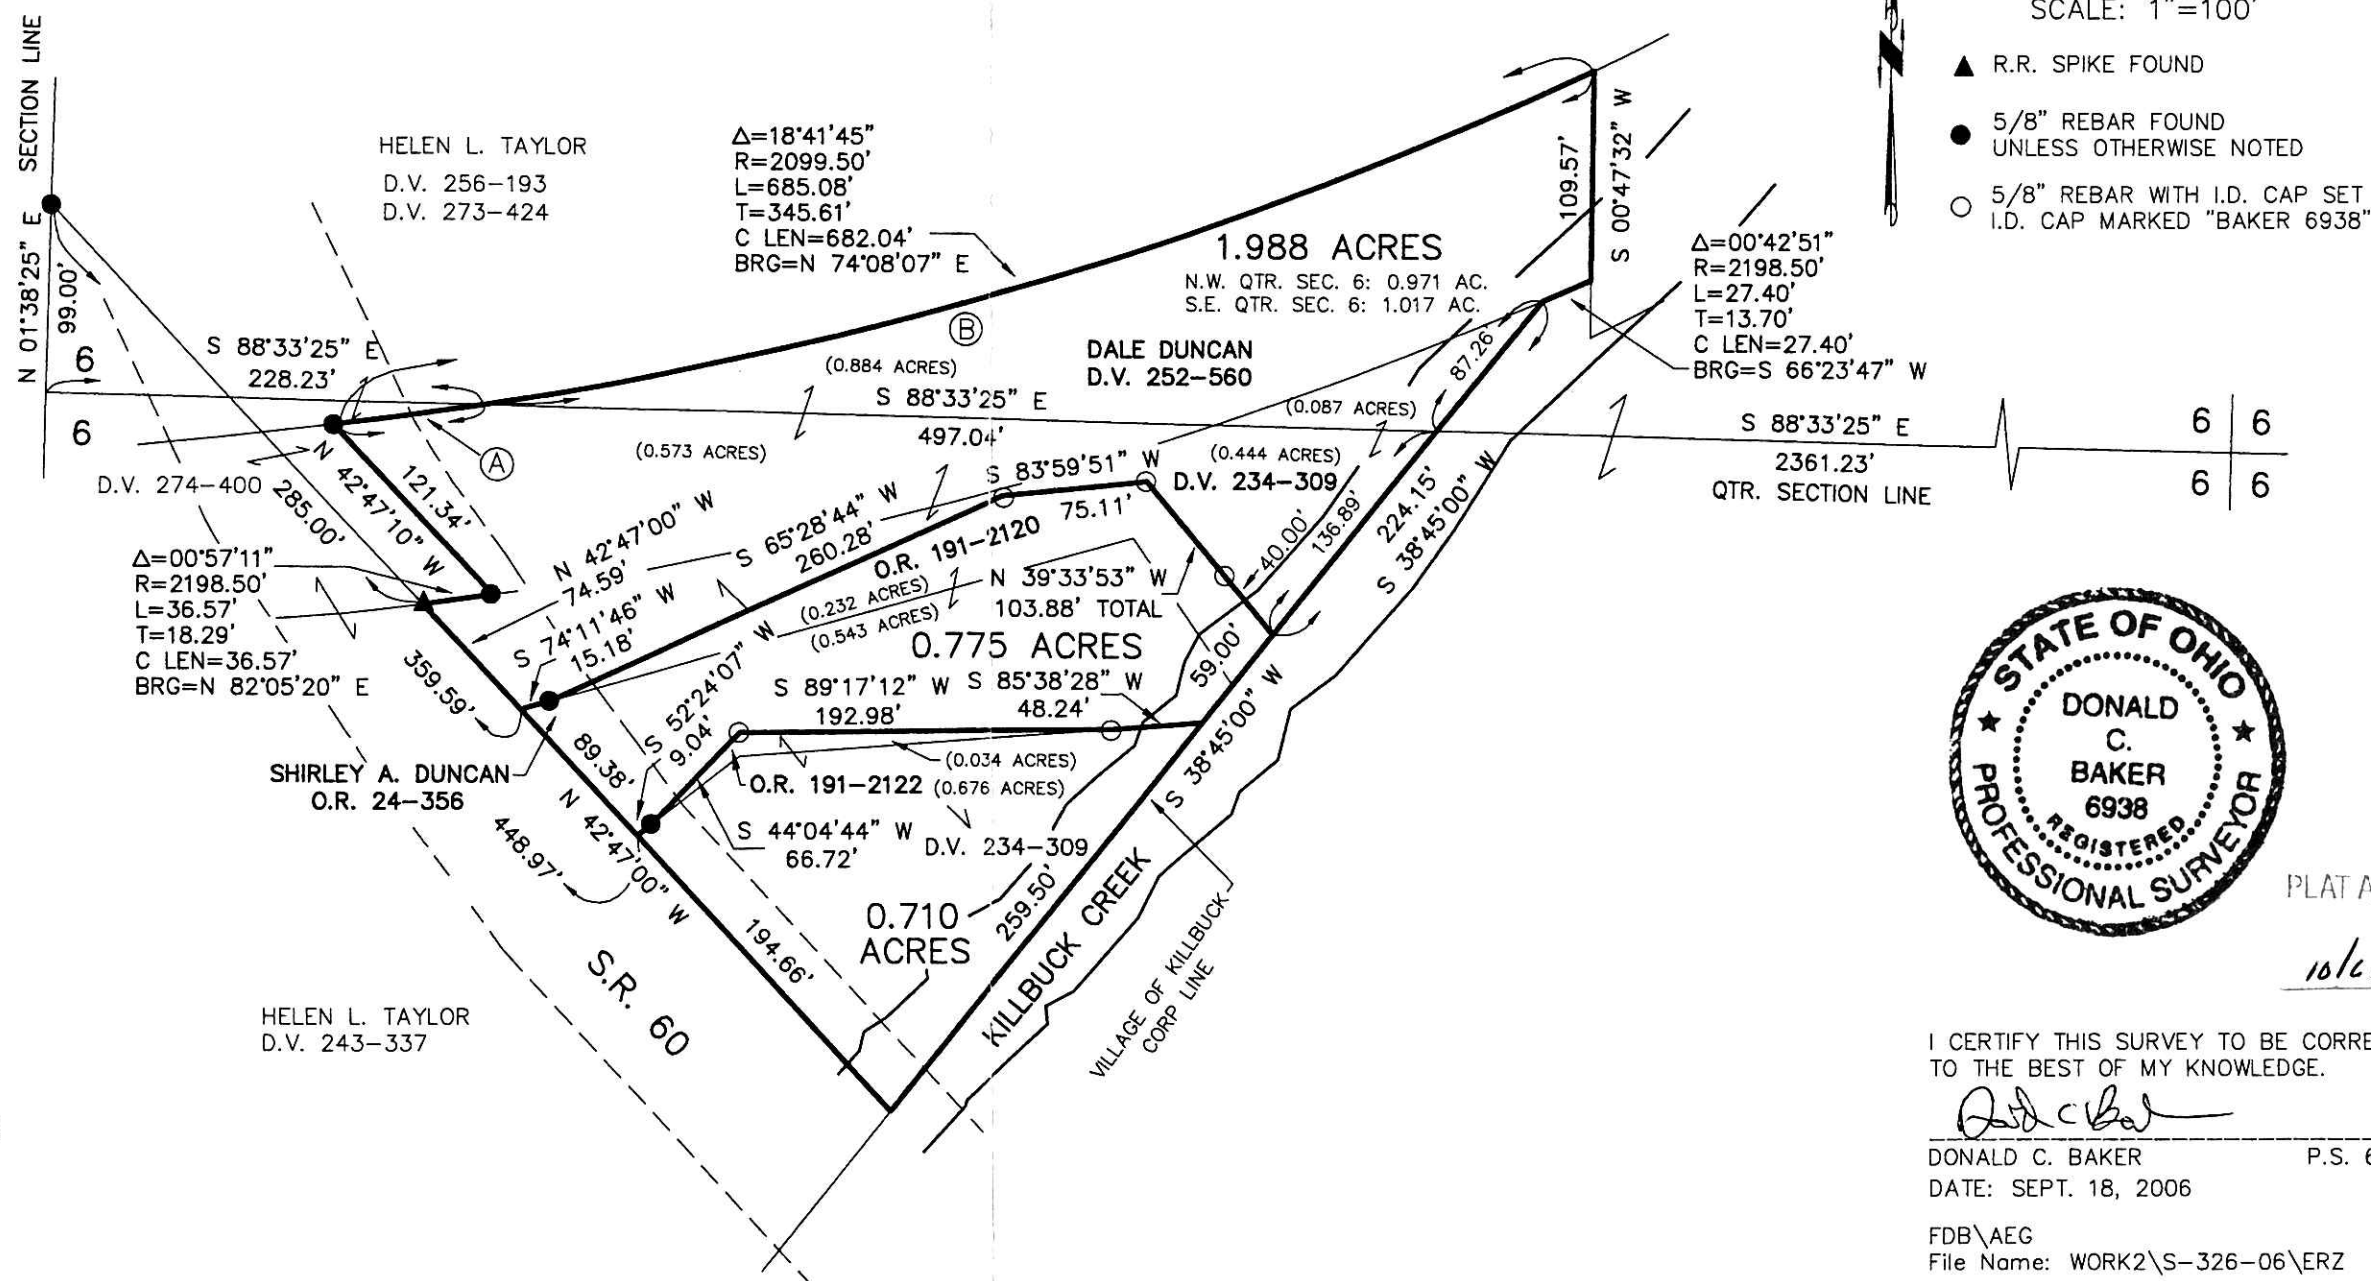 SCALE: 1"=100'
▲ R.R. SPIKE FOUND
● 5/8" REBAR FOUND
UNLESS OTHERWISE NOTED
○ 5/8" REBAR WITH I.D. CAP SET
I.D. CAP MARKED "BAKER 6938"
N 01°38'25" E SECTION LINE
99.00'
6
6
HELEN L. TAYLOR
D.V. 256-193
D.V. 273-424
Δ=18°41'45"
R=2099.50'
L=685.08'
T=345.61'
C LEN=682.04'
BRG=N 74°08'07" E
1.988 ACRES
N.W. QTR. SEC. 6: 0.971 AC.
S.E. QTR. SEC. 6: 1.017 AC.
109.57'
S 00°47'32" W
Δ=00°42'51"
R=2198.50'
L=27.40'
T=13.70'
C LEN=27.40'
BRG=S 66°23'47" W
S 88°33'25" E
228.23'
B
(0.884 ACRES)
DALE DUNCAN
D.V. 252-560
87.26'
S 88°33'25" E
497.04'
(0.087 ACRES)
S 88°33'25" E
2361.23'
QTR. SECTION LINE
6 6
6 6
A
(0.573 ACRES)
D.V. 274-400
N 42°47'10" W
121.34'
285.00'
S 83°59'51" W
75.11'
(0.444 ACRES)
D.V. 234-309
N 42°47'00" W
74.59'
S 65°28'44" W
260.28'
O.R. 191-2120
40.00'
136.89'
224.15'
S 38°45'00" W
Δ=00°57'11"
R=2198.50'
L=36.57'
T=18.29'
C LEN=36.57'
BRG=N 82°05'20" E
S 74°11'46" W
15.18'
(0.232 ACRES)
(0.543 ACRES)
N 39°33'53" W
103.88' TOTAL
0.775 ACRES
59.00'
359.59'
S 52°24'07" W
9.04'
S 89°17'12" W
192.98'
S 85°38'28" W
48.24'
S 38°45'00" W
SHIRLEY A. DUNCAN
O.R. 24-356
89.38'
(0.034 ACRES)
O.R. 191-2122
(0.676 ACRES)
S 44°04'44" W
66.72'
D.V. 234-309
N 42°47'00" W
448.97'
194.66'
0.710
ACRES
259.50'
KILLBUCK CREEK
VILLAGE OF KILLBUCK
CORP LINE
S.R. 60
HELEN L. TAYLOR
D.V. 243-337
STATE OF OHIO
DONALD
C.
BAKER
6938
REGISTERED
PROFESSIONAL SURVEYOR
PLAT A
I CERTIFY THIS SURVEY TO BE CORRE
TO THE BEST OF MY KNOWLEDGE.
DONALD C. BAKER P.S. 6
DATE: SEPT. 18, 2006
FDB\AEG
File Name: WORK2\S-326-06\ERZ